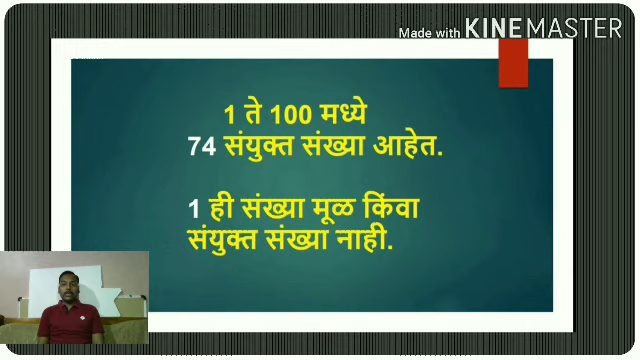 Made with KINEMASTER
1 ते 100 मध्ये
74 संयुक्त संख्या आहेत.
1 ही संख्या मूळ किंवा
संयुक्त संख्या नाही.